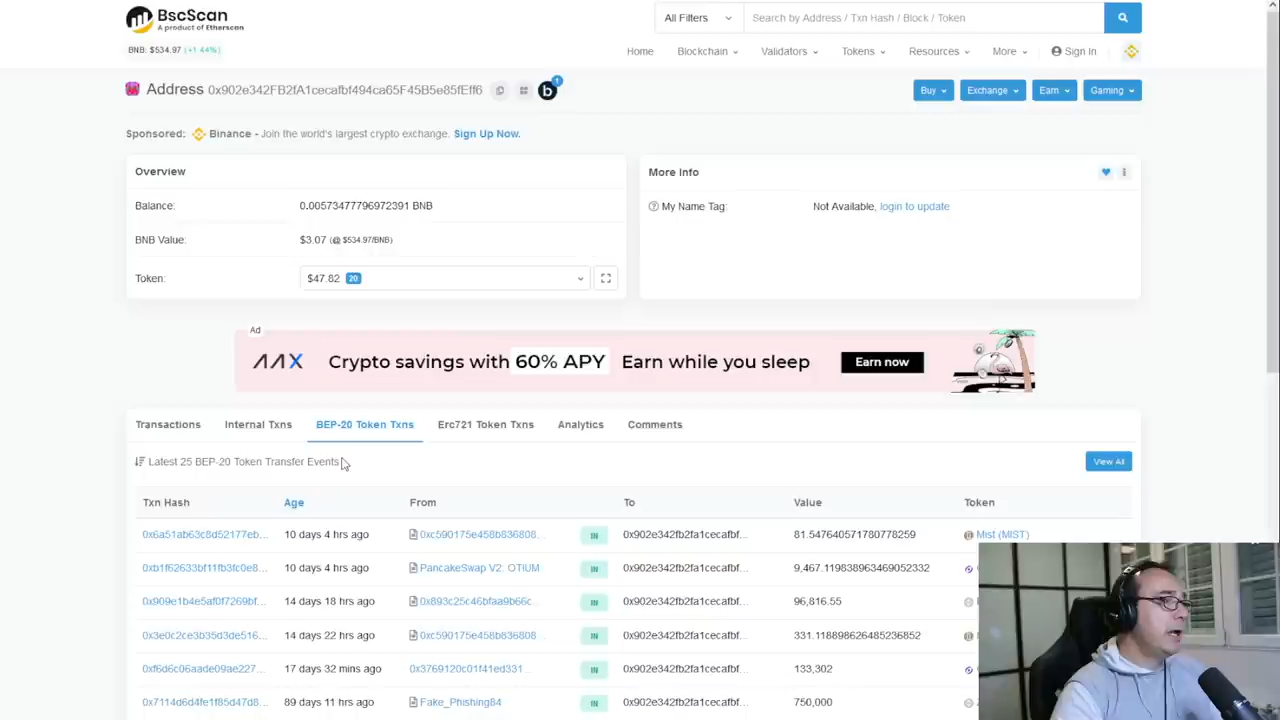 BscScan
A product of Etherscan
All Filters
Search by Address / Txn Hash / Block / Token
BNB: $534.97 (+1.44%)
Home
Blockchain
Validators
Tokens
Resources
More
Sign In
Address 0x902e342FB2fA1cecafbf494ca65F45B5e85fEff6
1
Buy
Exchange
Earn
Gaming
Sponsored: Binance - Join the world's largest crypto exchange. Sign Up Now.
Overview
More Info
Balance: 0.00573477796972391 BNB
My Name Tag: Not Available, login to update
BNB Value: $3.07 (@ $534.97/BNB)
Token: $47.82 20
Ad
AAX Crypto savings with 60% APY Earn while you sleep Earn now
Transactions
Internal Txns
BEP-20 Token Txns
Erc721 Token Txns
Analytics
Comments
Latest 25 BEP-20 Token Transfer Events
View All
Txn Hash Age From To Value Token
0x6a51ab63c8d52177eb... 10 days 4 hrs ago 0xc590175e458b836808... IN 0x902e342fb2fa1cecafbf... 81.547640571780778259 Mist (MIST)
0xb1f62633bf11fb3fc0e8... 10 days 4 hrs ago PancakeSwap V2: OTIUM IN 0x902e342fb2fa1cecafbf... 9,467.119838963469052332
0x909e1b4e5af0f7269bf... 14 days 18 hrs ago 0x893c25c46bfaa9b66c... IN 0x902e342fb2fa1cecafbf... 96,816.55
0x3e0c2ce3b35d3de516... 14 days 22 hrs ago 0xc590175e458b836808... IN 0x902e342fb2fa1cecafbf... 331.118898626485236852
0xf6d6c06aade09ae227... 17 days 32 mins ago 0x3769120c01f41ed331... IN 0x902e342fb2fa1cecafbf... 133,302
0x7114d6d4fe1f85d47d8... 89 days 11 hrs ago Fake_Phishing64 IN 0x902e342fb2fa1cecafbf... 750,000